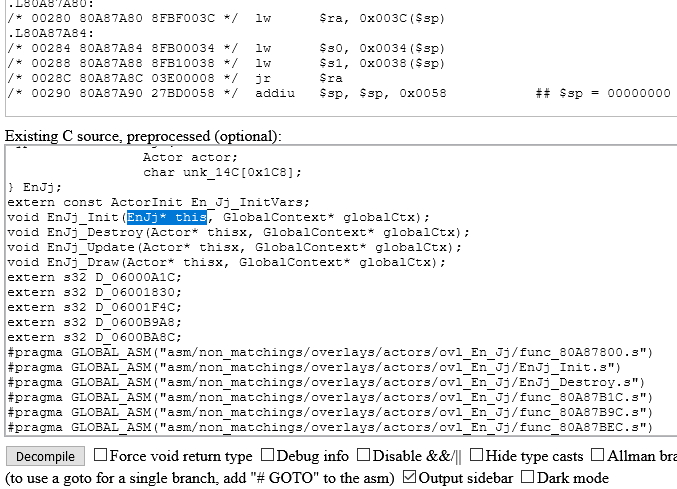 .L80A87A80:
/* 00280 80A87A80 8FBF003C */ lw $ra, 0x003C($sp)
.L80A87A84:
/* 00284 80A87A84 8FB00034 */ lw $s0, 0x0034($sp)
/* 00288 80A87A88 8FB10038 */ lw $s1, 0x0038($sp)
/* 0028C 80A87A8C 03E00008 */ jr $ra
/* 00290 80A87A90 27BD0058 */ addiu $sp, $sp, 0x0058 ## $sp = 00000000
Existing C source, preprocessed (optional):
Actor actor;
char unk_14C[0x1C8];
} EnJj;
extern const ActorInit En_Jj_InitVars;
void EnJj_Init(EnJj* this, GlobalContext* globalCtx);
void EnJj_Destroy(Actor* thisx, GlobalContext* globalCtx);
void EnJj_Update(Actor* thisx, GlobalContext* globalCtx);
void EnJj_Draw(Actor* thisx, GlobalContext* globalCtx);
extern s32 D_06000A1C;
extern s32 D_06001830;
extern s32 D_06001F4C;
extern s32 D_0600B9A8;
extern s32 D_0600BA8C;
#pragma GLOBAL_ASM("asm/non_matchings/overlays/actors/ovl_En_Jj/func_80A87800.s")
#pragma GLOBAL_ASM("asm/non_matchings/overlays/actors/ovl_En_Jj/EnJj_Init.s")
#pragma GLOBAL_ASM("asm/non_matchings/overlays/actors/ovl_En_Jj/EnJj_Destroy.s")
#pragma GLOBAL_ASM("asm/non_matchings/overlays/actors/ovl_En_Jj/func_80A87B1C.s")
#pragma GLOBAL_ASM("asm/non_matchings/overlays/actors/ovl_En_Jj/func_80A87B9C.s")
#pragma GLOBAL_ASM("asm/non_matchings/overlays/actors/ovl_En_Jj/func_80A87BEC.s")
Decompile Force void return type Debug info Disable &&/|| Hide type casts Allman bra
(to use a goto for a single branch, add "# GOTO" to the asm) Output sidebar Dark mode